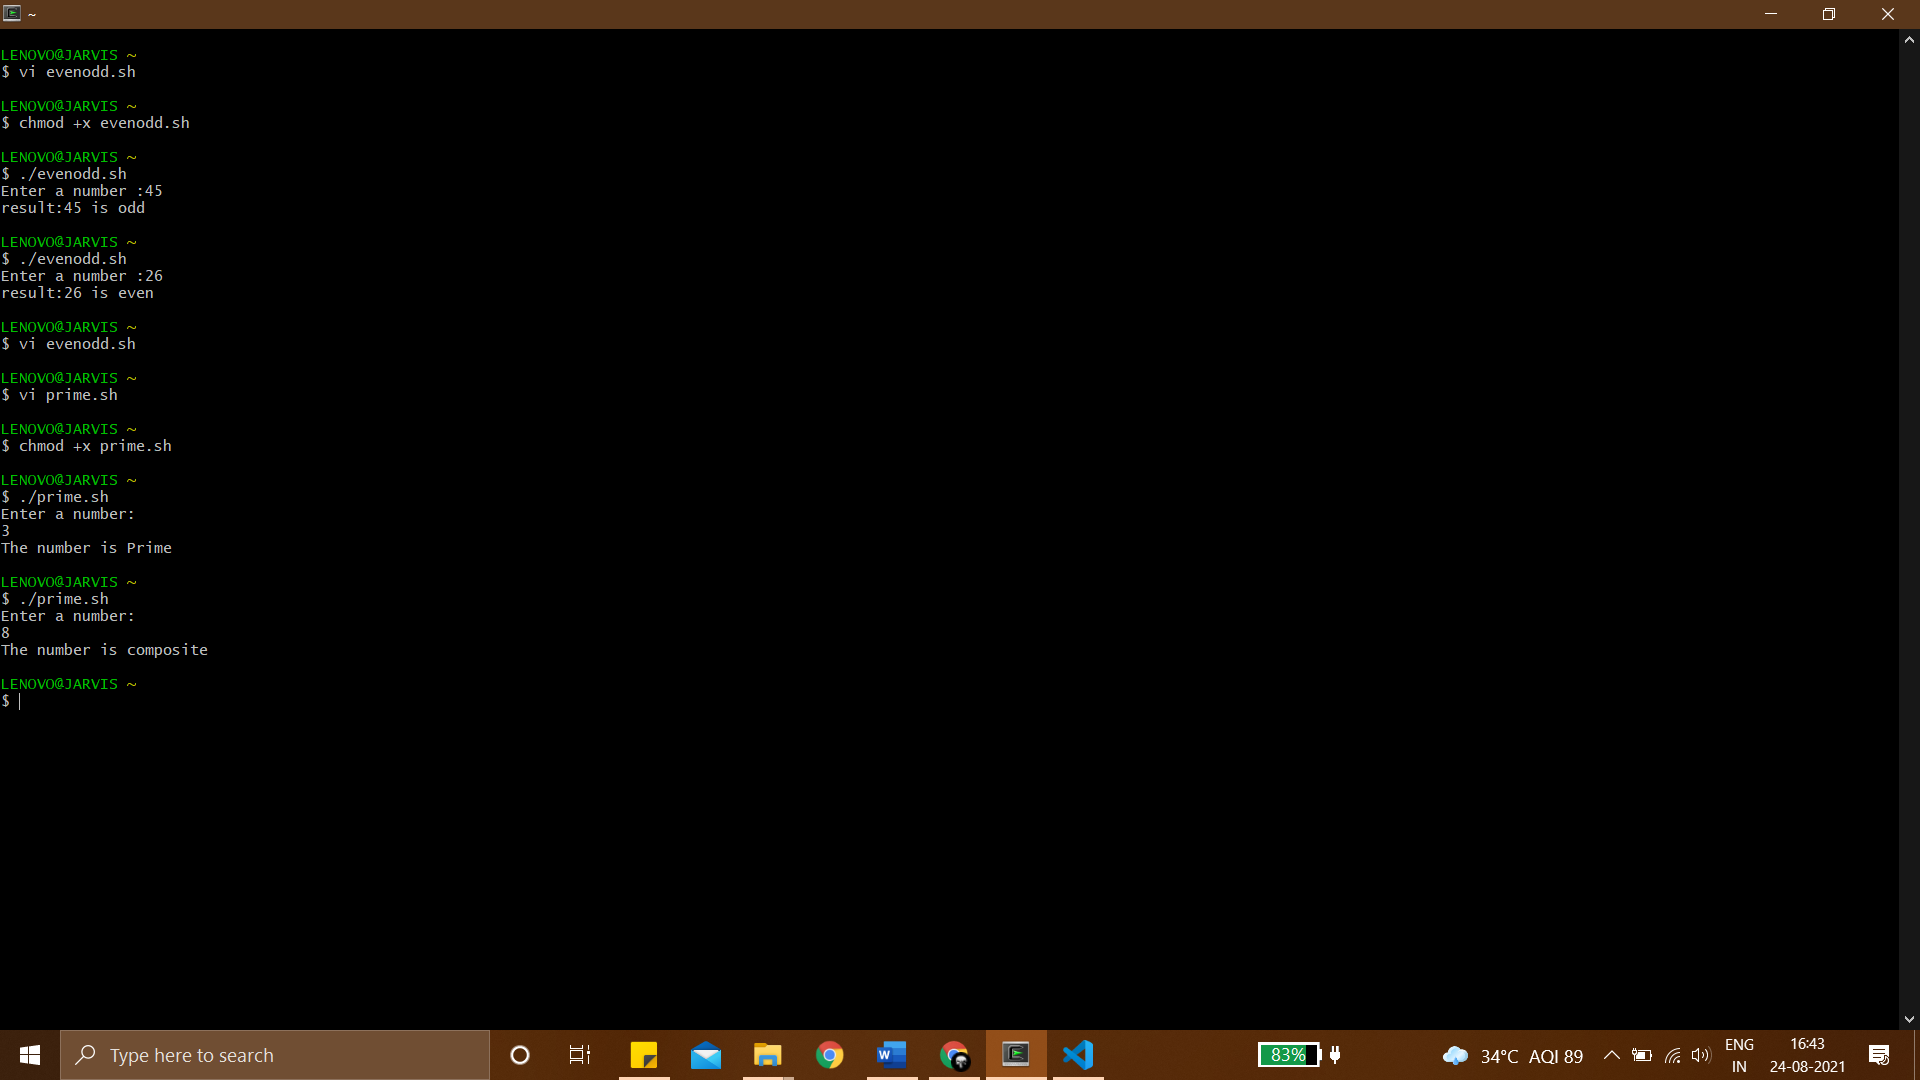 ~
LENOVO@JARVIS ~
$ vi evenodd.sh
LENOVO@JARVIS ~
$ chmod +x evenodd.sh
LENOVO@JARVIS ~
$ ./evenodd.sh
Enter a number :45
result:45 is odd
LENOVO@JARVIS ~
$ ./evenodd.sh
Enter a number :26
result:26 is even
LENOVO@JARVIS ~
$ vi evenodd.sh
LENOVO@JARVIS ~
$ vi prime.sh
LENOVO@JARVIS ~
$ chmod +x prime.sh
LENOVO@JARVIS ~
$ ./prime.sh
Enter a number:
3
The number is Prime
LENOVO@JARVIS ~
$ ./prime.sh
Enter a number:
8
The number is composite
LENOVO@JARVIS ~
$
Type here to search
W
83%
34°C AQI 89
ENG
IN
16:43
24-08-2021